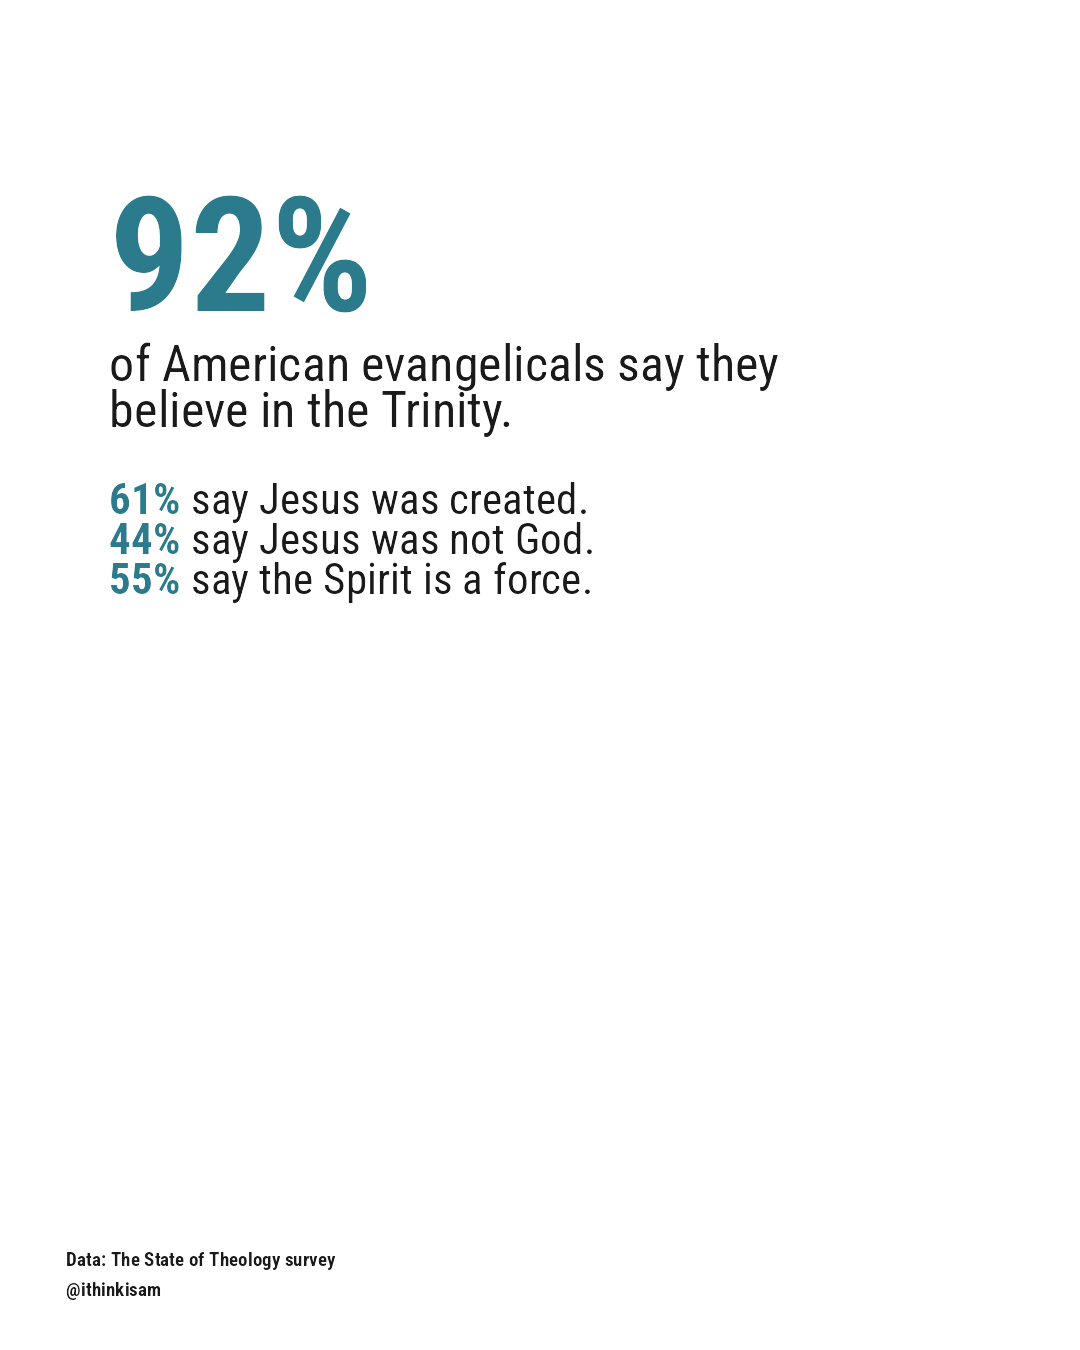 92%
of American evangelicals say they
believe in the Trinity.
61% say Jesus was created.
44% say Jesus was not God.
55% say the Spirit is a force.
Data: The State of Theology survey
@ithinkisam